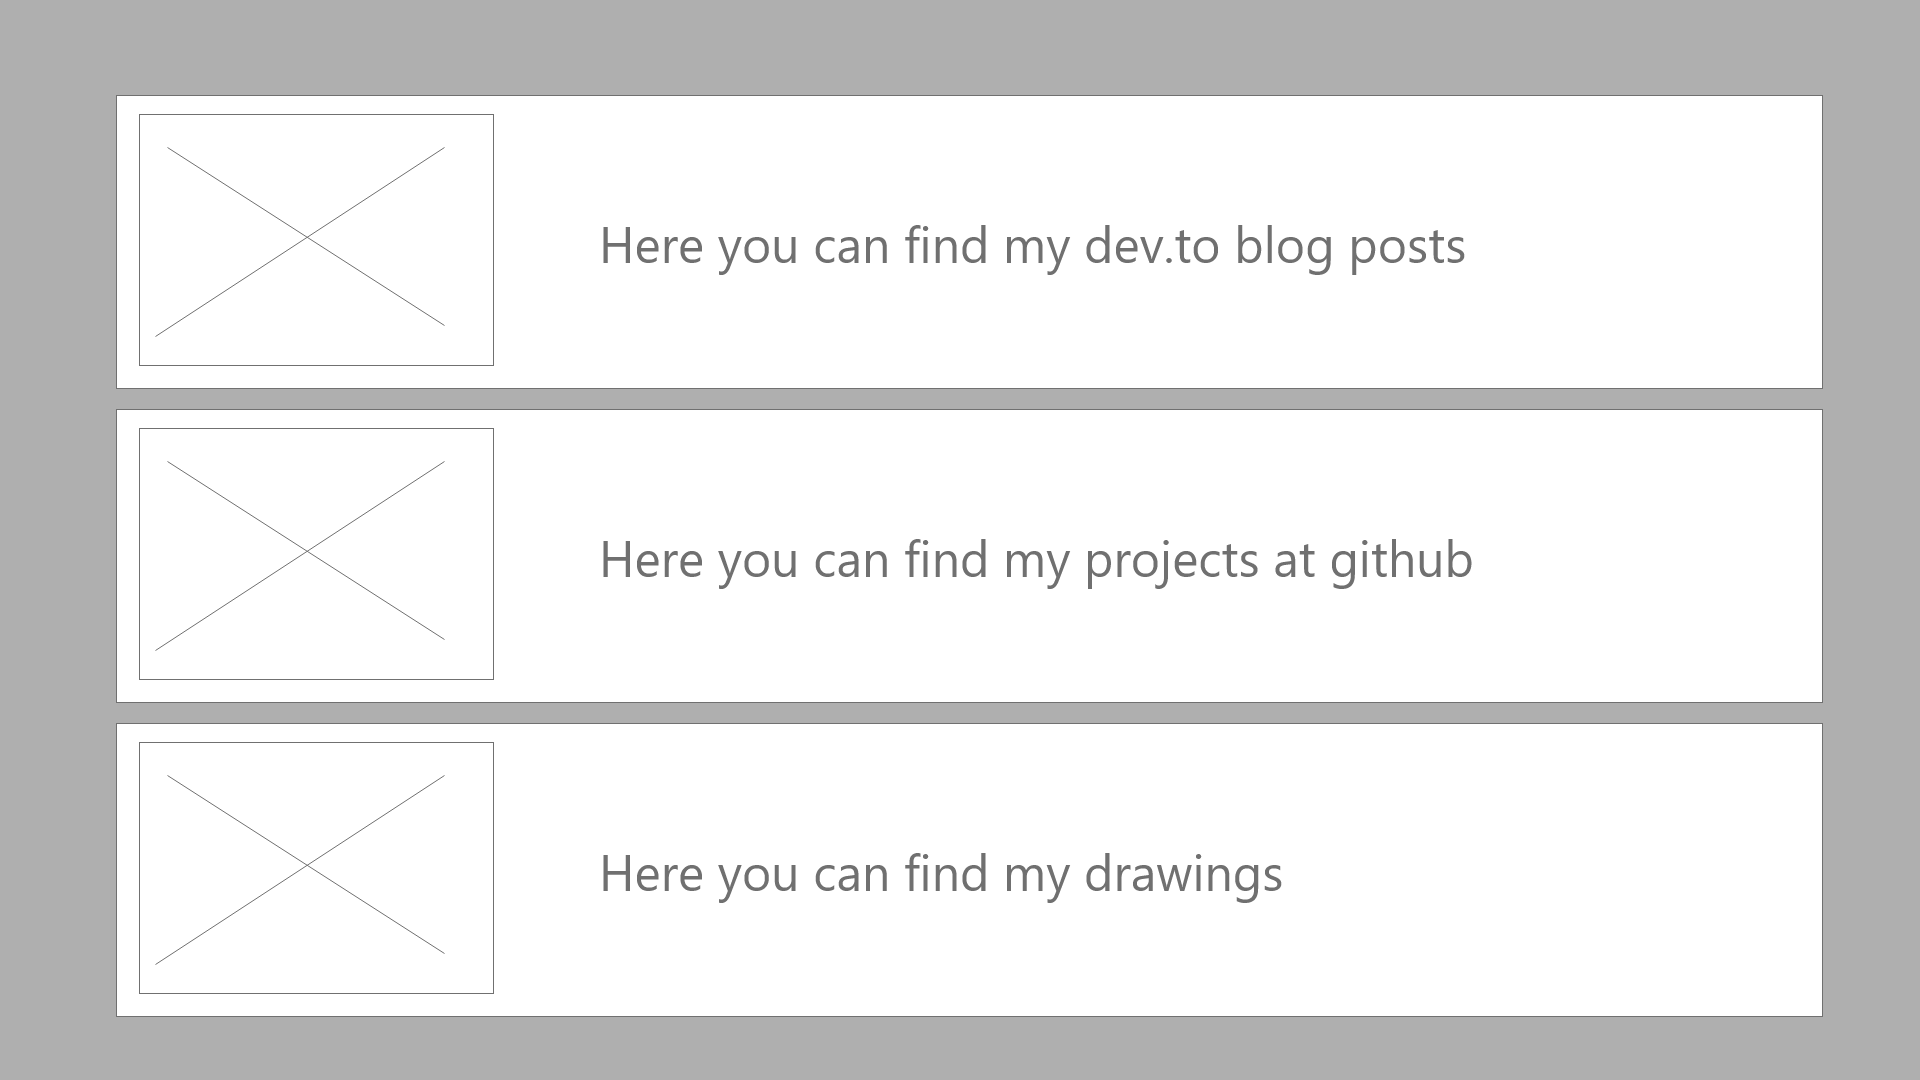 Here you can find my dev.to blog posts
Here you can find my projects at github
Here you can find my drawings